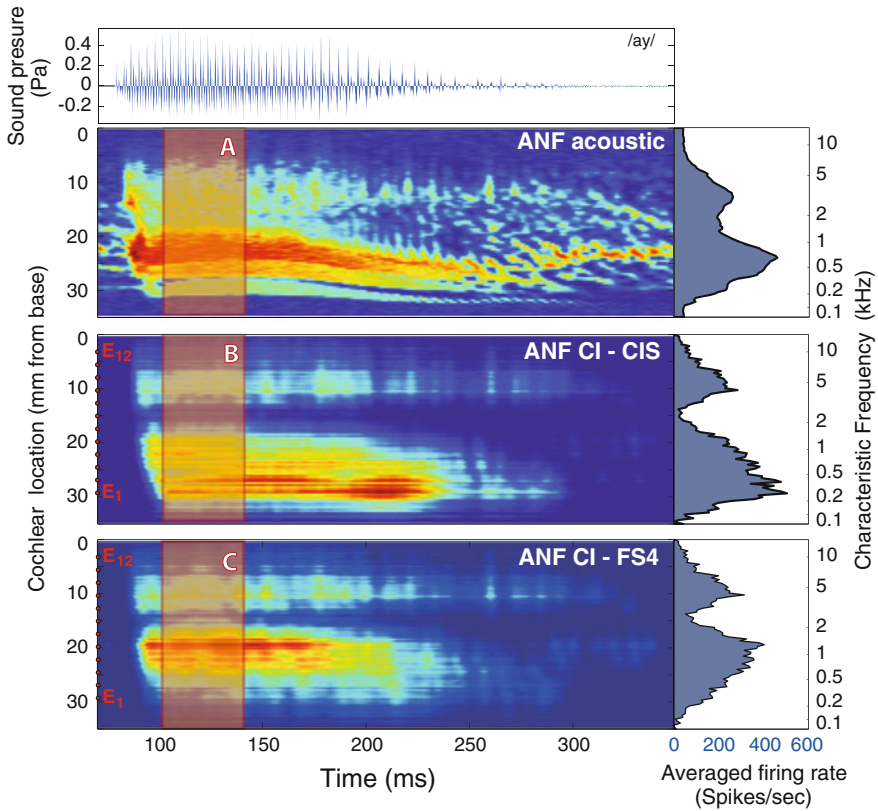 /ay/
Sound presure
(Pa)
0.4
0.2
0
-0.2
A
ANF acoustic
0
10
20
30
10
5
2
1
0.5
0.2
0.1
Cochlear location (mm from base)
Characteristic Frequency (kHz)
E12
B
ANF CI - CIS
E1
0
10
20
30
10
5
2
1
0.5
0.2
0.1
E12
C
ANF CI - FS4
E1
0
10
20
30
10
5
2
1
0.5
0.2
0.1
100
150
200
250
300
0
200
400
600
Time (ms)
Averaged firing rate
(Spikes/sec)